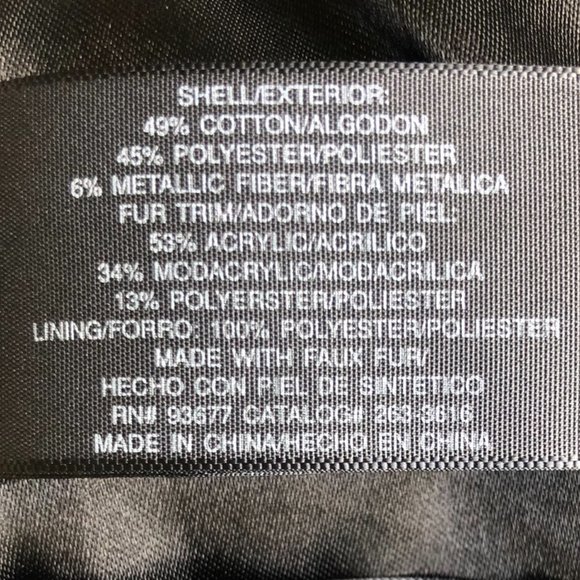 SHELL/EXTERIOR:
49% COTTON/ALGODON
45% POLYESTER/POLIESTER
6% METALLIC FIBER/FIBRA METALICA
FUR TRIM/ADORNO DE PIEL:
53% ACRYLIC/ACRILICO
34% MODACRYLIC/MODACRILICA
13% POLYERSTER/POLIESTER
LINING/FORRO: 100% POLYESTER/POLIESTER
MADE WITH FAUX FUR/
HECHO CON PIEL DE SINTETICO
RN# 93677 CATALOG# 263-3616
MADE IN CHINA/HECHO EN CHINA